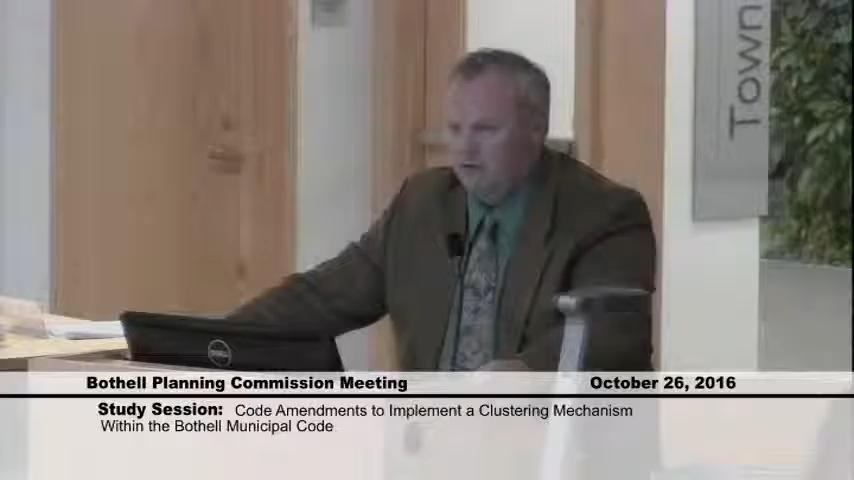 Town
DELL
Bothell Planning Commission Meeting October 26, 2016
Study Session: Code Amendments to Implement a Clustering Mechanism
Within the Bothell Municipal Code